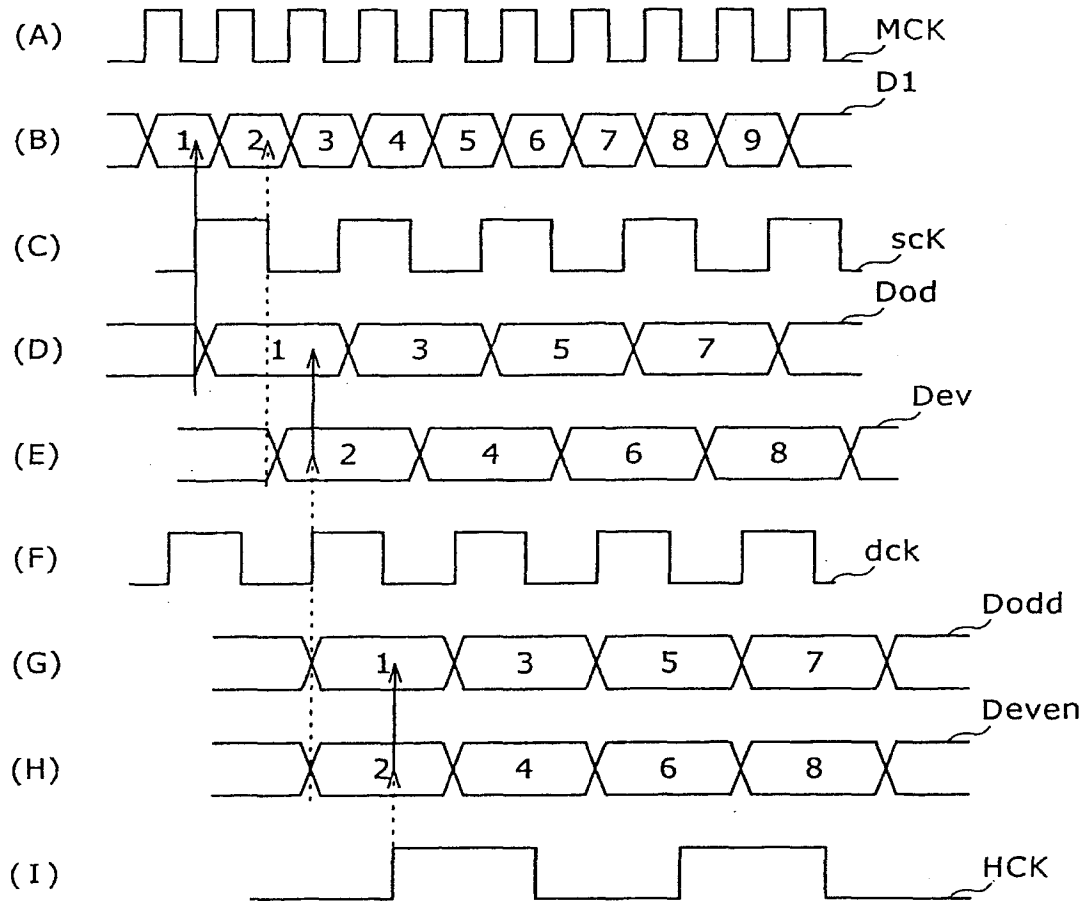 (A) MCK
D1
(B) 1 2 3 4 5 6 7 8 9
(C) scK
Dod
(D) 1 3 5 7
Dev
(E) 2 4 6 8
(F) dck
Dodd
(G) 1 3 5 7
Deven
(H) 2 4 6 8
(I) HCK